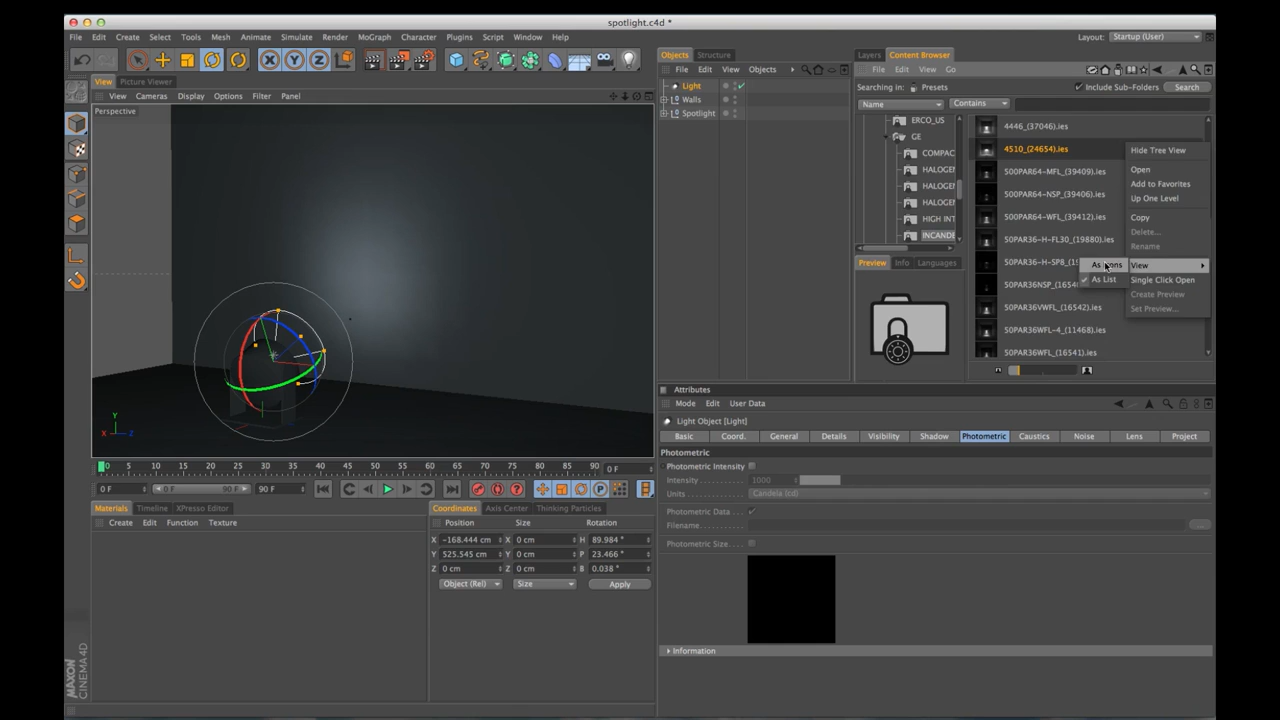 spotlight.c4d *
File Edit Create Select Tools Mesh Animate Simulate Render MoGraph Character Plugins Script Window Help
Layout: Startup (User)
View Picture Viewer
View Cameras Display Options Filter Panel
Perspective
X Y Z
Objects Structure
File Edit View Objects
Light
Walls
Spotlight
Layers Content Browser
File Edit View Go
Searching in: Presets
Include Sub-Folders Search
Name Contains
ERCO_US
GE
COMPAC
HALOGEN
HALOGEN
HALOGEN
HIGH INT
INCANDE
Preview Info Languages
4446_(37046).ies
4510_(24654).ies
500PAR64-MFL_(39409).ies
500PAR64-NSP_(39406).ies
500PAR64-WFL_(39412).ies
50PAR36-H-FL30_(19880).ies
50PAR36-H-SP8_(19
50PAR36NSP_(1654
50PAR36VWFL_(16542).ies
50PAR36WFL-4_(11468).ies
50PAR36WFL_(16541).ies
Hide Tree View
Open
Add to Favorites
Up One Level
Copy
Delete...
Rename
View
Single Click Open
Create Preview
Set Preview...
As Icons
As List
Y
X Z
0 5 10 15 20 25 30 35 40 45 50 55 60 65 70 75 80 85 90 0 F
0 F 0 F 90 F 90 F
P
Materials Timeline XPresso Editor
Create Edit Function Texture
Coordinates Axis Center Thinking Particles
Position Size Rotation
X -168.444 cm X 0 cm H 89.984 °
Y 525.545 cm Y 0 cm P 23.466 °
Z 0 cm Z 0 cm B 0.038 °
Object (Rel) Size Apply
Attributes
Mode Edit User Data
Light Object [Light]
Basic Coord. General Details Visibility Shadow Photometric Caustics Noise Lens Project
Photometric
Photometric Intensity
Intensity 1000
Units Candela (cd)
Photometric Data
Filename
...
Photometric Size
Information
MAXON
CINEMA 4D